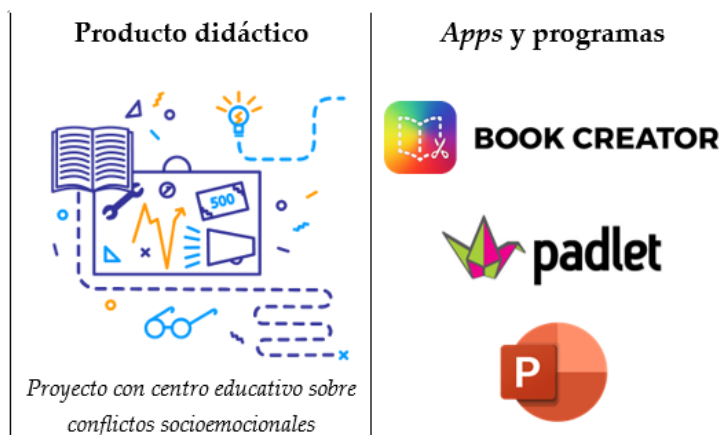 Producto didáctico
500
Proyecto con centro educativo sobre
conflictos socioemocionales
Apps y programas
BOOK CREATOR
padlet
P